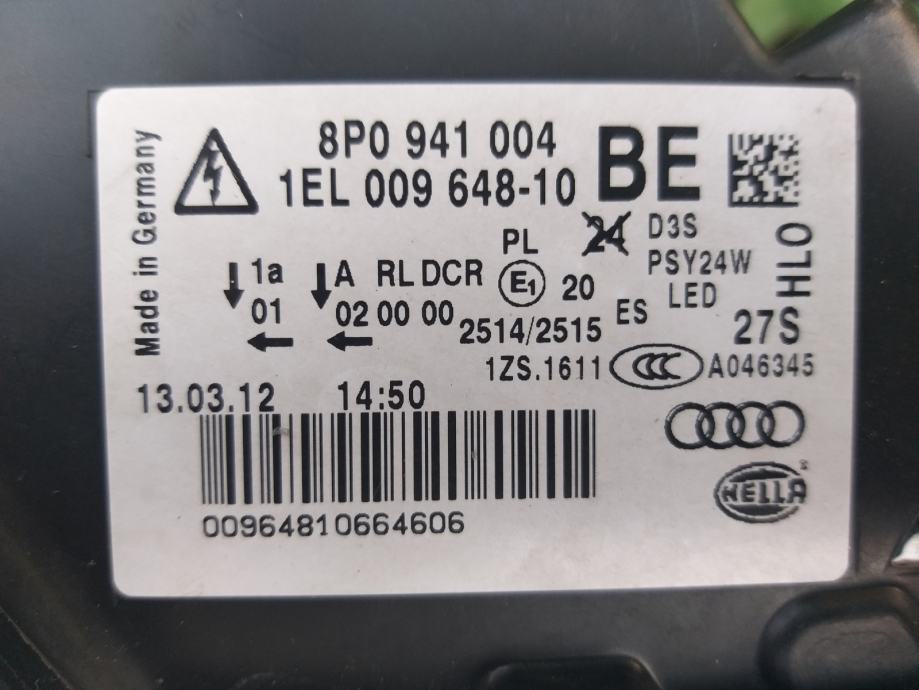 Made in Germany
8P0 941 004
1EL 009 648-10
BE
24
D3S
PSY24W
LED
HLO
27S
PL
E1
20
ES
1a
01
A
RL DCR
02 00 00
2514/2515
1ZS.1611
CCC
A046345
13.03.12 14:50
00964810664606
HELLA